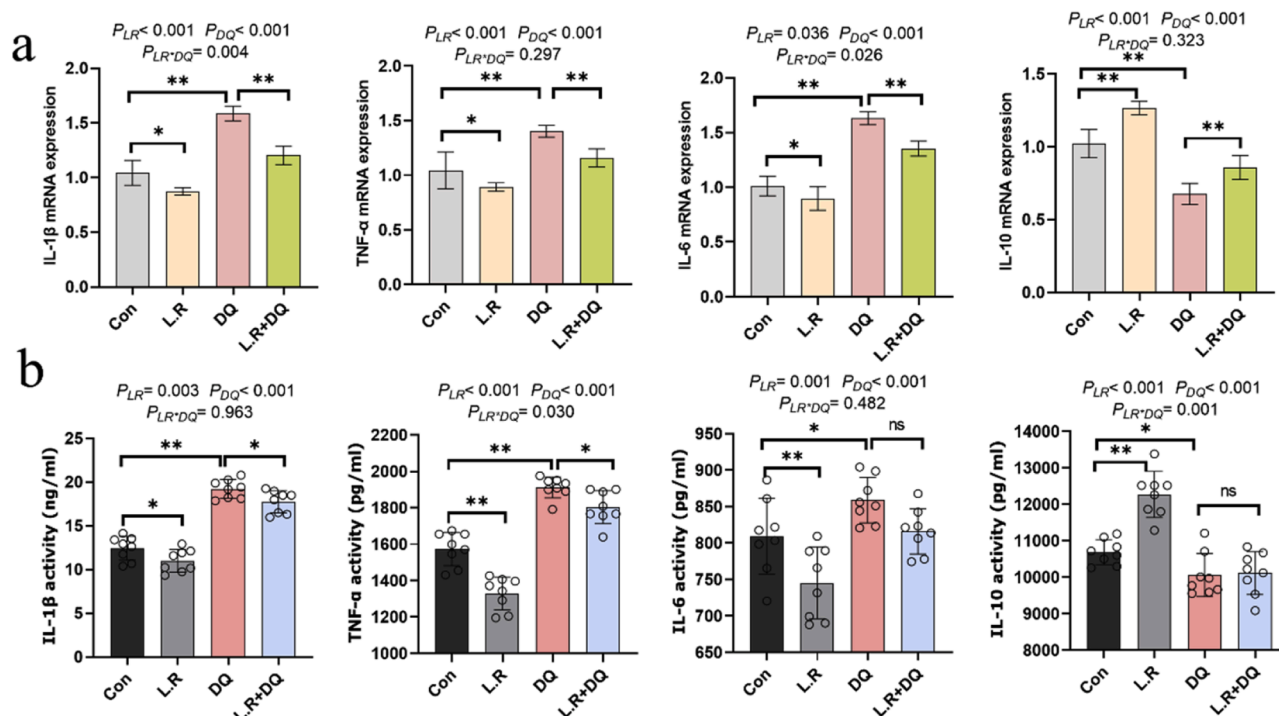 a
P_LR< 0.001 P_DQ< 0.001
P_LR*DQ= 0.004
IL-1β mRNA expression
2.0
1.5
1.0
0.5
0.0
**
**
*
Con
L.R
DQ
L.R+DQ
P_LR< 0.001 P_DQ< 0.001
P_LR*DQ= 0.297
TNF-α mRNA expression
2.0
1.5
1.0
0.5
0.0
**
**
*
Con
L.R
DQ
L.R+DQ
P_LR= 0.036 P_DQ< 0.001
P_LR*DQ= 0.026
IL-6 mRNA expression
2.0
1.5
1.0
0.5
0.0
**
**
*
Con
L.R
DQ
L.R+DQ
P_LR< 0.001 P_DQ< 0.001
P_LR*DQ= 0.323
IL-10 mRNA expression
1.5
1.0
0.5
0.0
**
**
**
Con
L.R
DQ
L.R+DQ
b
P_LR= 0.003 P_DQ< 0.001
P_LR*DQ= 0.963
IL-1β activity (ng/ml)
25
20
15
10
5
0
**
*
*
Con
L.R
DQ
L.R+DQ
P_LR< 0.001 P_DQ< 0.001
P_LR*DQ= 0.030
TNF-α activity (pg/ml)
2200
2000
1800
1600
1400
1200
1000
**
*
**
Con
L.R
DQ
L.R+DQ
P_LR= 0.001 P_DQ< 0.001
P_LR*DQ= 0.482
IL-6 activity (pg/ml)
950
900
850
800
750
700
650
*
ns
**
Con
L.R
DQ
L.R+DQ
P_LR< 0.001 P_DQ< 0.001
P_LR*DQ= 0.001
IL-10 activity (pg/ml)
14000
13000
12000
11000
10000
9000
8000
*
**
ns
Con
L.R
DQ
L.R+DQ